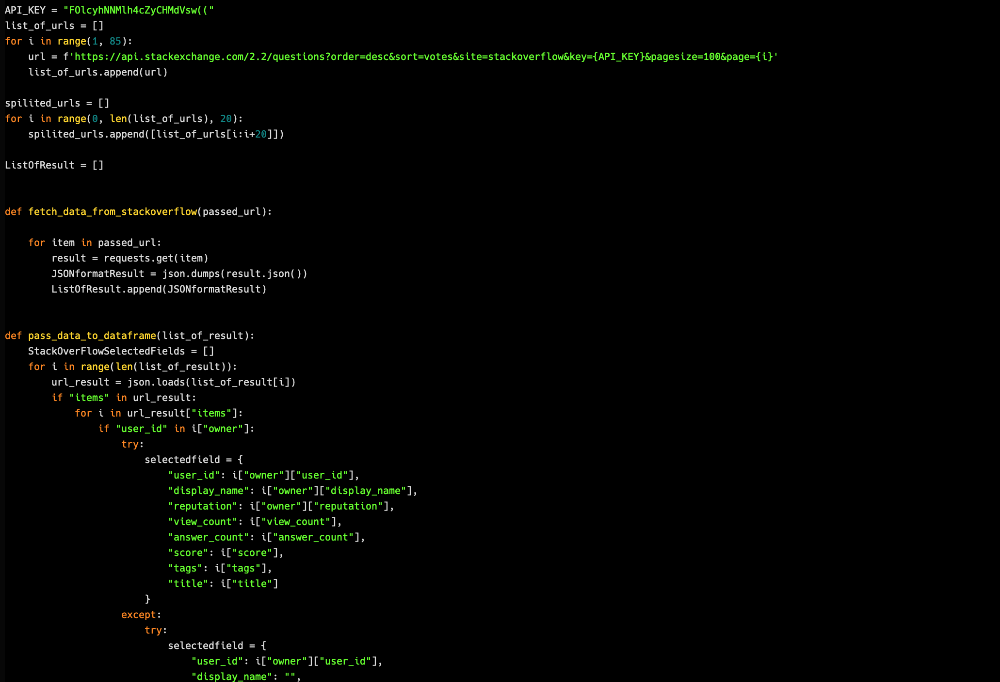 API_KEY = "FOlcyhNNMlh4cZyCHMdVsw(("
list_of_urls = []
for i in range(1, 85):
    url = f'https://api.stackexchange.com/2.2/questions?order=desc&sort=votes&site=stackoverflow&key={API_KEY}&pagesize=100&page={i}'
    list_of_urls.append(url)

spilited_urls = []
for i in range(0, len(list_of_urls), 20):
    spilited_urls.append([list_of_urls[i:i+20]])

ListOfResult = []


def fetch_data_from_stackoverflow(passed_url):

    for item in passed_url:
        result = requests.get(item)
        JSONformatResult = json.dumps(result.json())
        ListOfResult.append(JSONformatResult)


def pass_data_to_dataframe(list_of_result):
    StackOverFlowSelectedFields = []
    for i in range(len(list_of_result)):
        url_result = json.loads(list_of_result[i])
        if "items" in url_result:
            for i in url_result["items"]:
                if "user_id" in i["owner"]:
                    try:
                        selectedfield = {
                            "user_id": i["owner"]["user_id"],
                            "display_name": i["owner"]["display_name"],
                            "reputation": i["owner"]["reputation"],
                            "view_count": i["view_count"],
                            "answer_count": i["answer_count"],
                            "score": i["score"],
                            "tags": i["tags"],
                            "title": i["title"]
                        }
                    except:
                        try:
                            selectedfield = {
                                "user_id": i["owner"]["user_id"],
                                "display_name": "",